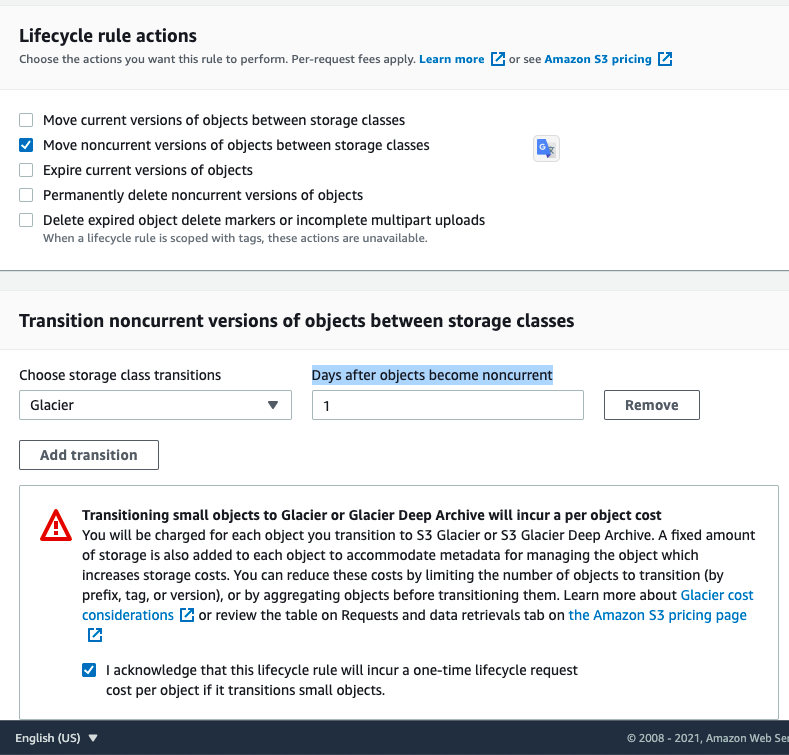 Lifecycle rule actions
Choose the actions you want this rule to perform. Per-request fees apply. Learn more or see Amazon S3 pricing
Move current versions of objects between storage classes
Move noncurrent versions of objects between storage classes
Expire current versions of objects
Permanently delete noncurrent versions of objects
Delete expired object delete markers or incomplete multipart uploads
When a lifecycle rule is scoped with tags, these actions are unavailable.
Transition noncurrent versions of objects between storage classes
Choose storage class transitions
Days after objects become noncurrent
Glacier
1
Remove
Add transition
Transitioning small objects to Glacier or Glacier Deep Archive will incur a per object cost
You will be charged for each object you transition to S3 Glacier or S3 Glacier Deep Archive. A fixed amount
of storage is also added to each object to accommodate metadata for managing the object which
increases storage costs. You can reduce these costs by limiting the number of objects to transition (by
prefix, tag, or version), or by aggregating objects before transitioning them. Learn more about Glacier cost
considerations or review the table on Requests and data retrievals tab on the Amazon S3 pricing page
I acknowledge that this lifecycle rule will incur a one-time lifecycle request
cost per object if it transitions small objects.
English (US)
© 2008 - 2021, Amazon Web Ser